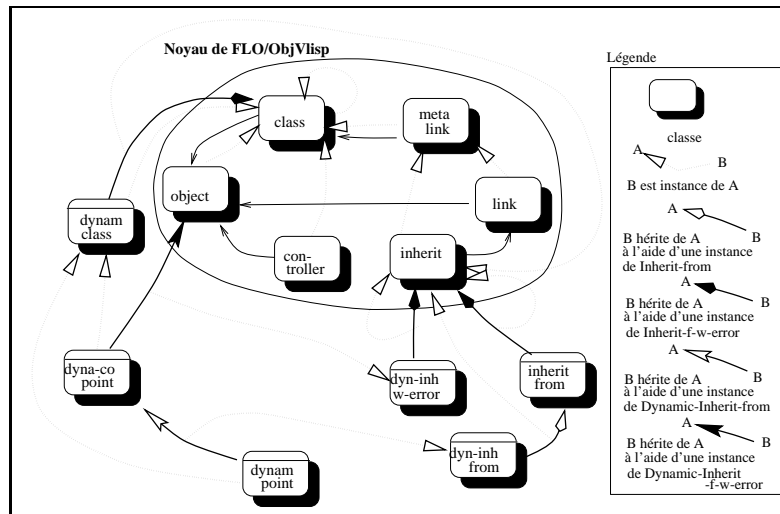 Noyau de FLO/ObjVlisp
class
meta
link
object
link
dynam
class
con-
troller
inherit
dyna-co
point
dyn-inh
w-error
inherit
from
dynam
point
dyn-inh
from
Légende
classe
A
B
B est instance de A
A
B
B hérite de A
à l'aide d'une instance
de Inherit-from
A
B
B hérite de A
à l'aide d'une instance
de Inherit-f-w-error
A
B
B hérite de A
à l'aide d'une instance
de Dynamic-Inherit-from
A
B
B hérite de A
à l'aide d'une instance
de Dynamic-Inherit
-f-w-error